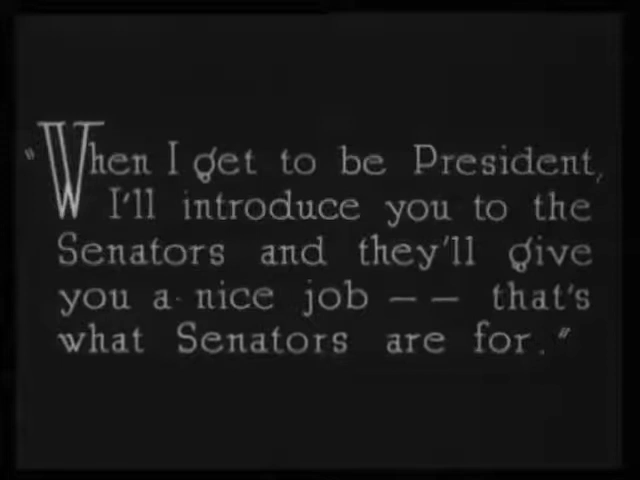 "When I get to be President,
I'll introduce you to the
Senators and they'll give
you a nice job -- that's
what Senators are for."